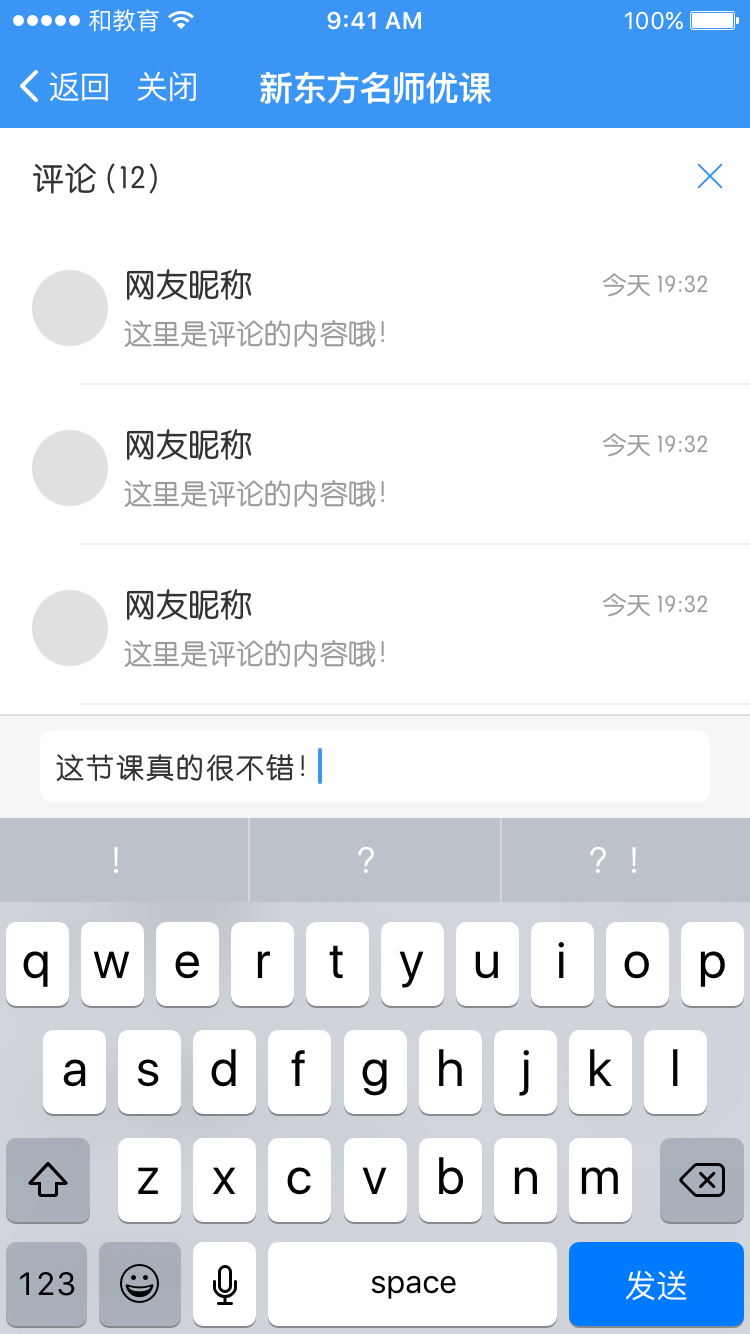 和教育 9:41 AM 100%
返回 关闭 新东方名师优课
评论 (12)
网友昵称 今天 19:32
这里是评论的内容哦!
网友昵称 今天 19:32
这里是评论的内容哦!
网友昵称 今天 19:32
这里是评论的内容哦!
这节课真的很不错!
! ? ? !
q w e r t y u i o p
a s d f g h j k l
z x c v b n m
123 space 发送